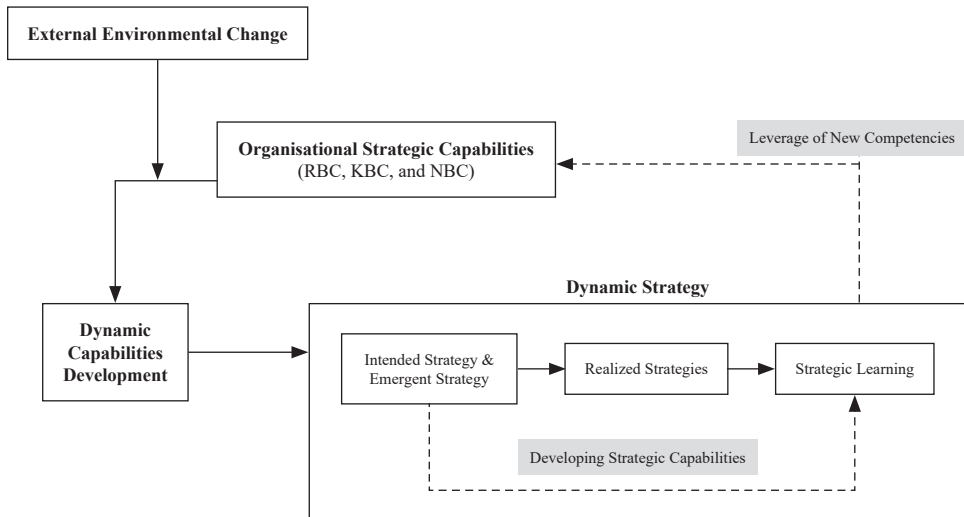 External Environmental Change
Organisational Strategic Capabilities
(RBC, KBC, and NBC)
Leverage of New Competencies
Dynamic
Capabilities
Development
Dynamic Strategy
Intended Strategy &
Emergent Strategy
Realized Strategies
Strategic Learning
Developing Strategic Capabilities